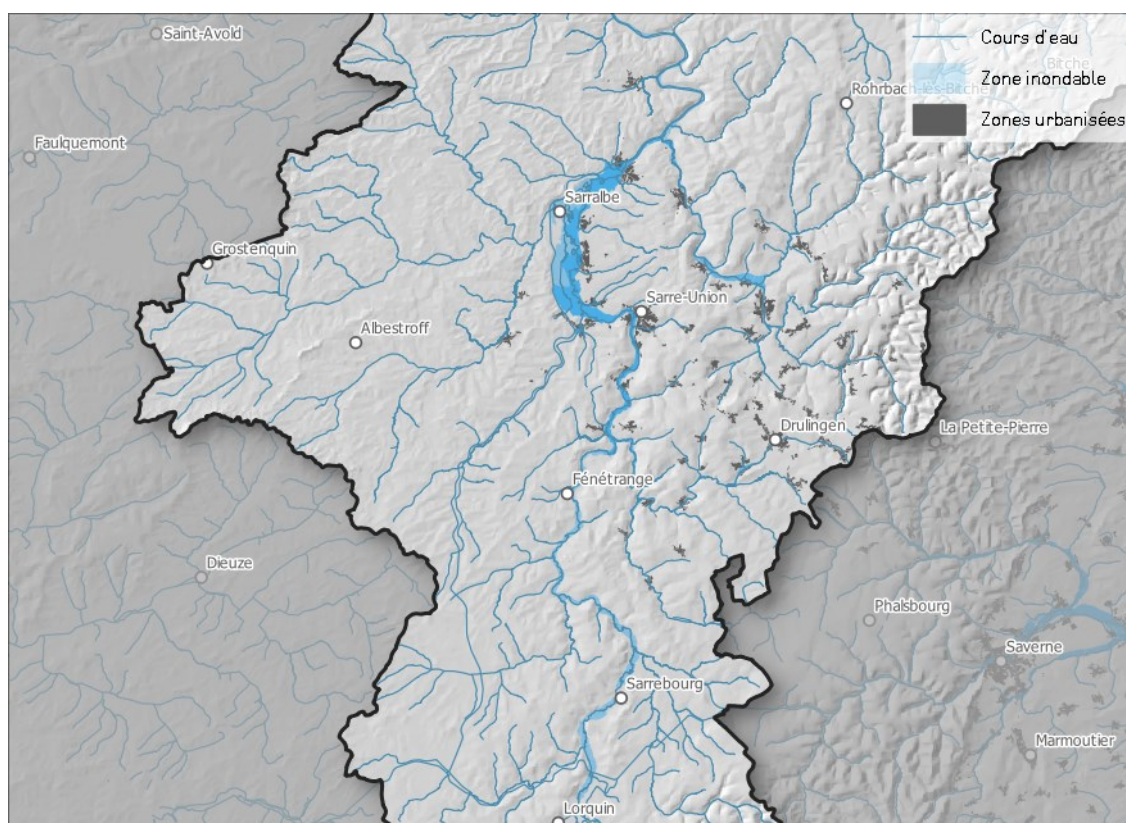 Saint-Avold
Cours d'eau
Bitche
Zone inondable
Rohrbach-lès-Bitche
Zones urbanisées
Faulquemont
Sarralbe
Grostenquin
Sarre-Union
Albestroff
Drulingen
La Petite-Pierre
Fénétrange
Dieuze
Phalsbourg
Saverne
Sarrebourg
Marmoutier
Lorquin